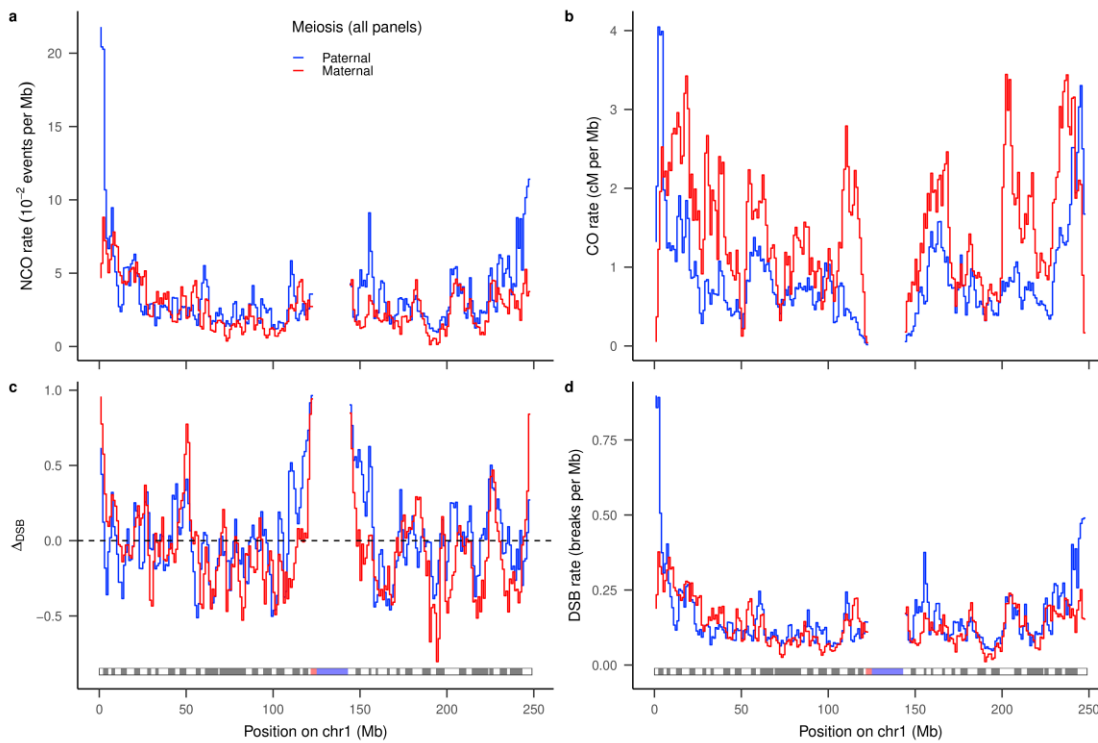 a
Meiosis (all panels)
Paternal
Maternal
NCO rate (10⁻² events per Mb)
20
15
10
5
0
b
CO rate (cM per Mb)
4
3
2
1
0
c
Δ_DSB
1.0
0.5
0.0
−0.5
0 50 100 150 200 250
Position on chr1 (Mb)
d
DSB rate (breaks per Mb)
0.75
0.50
0.25
0.00
0 50 100 150 200 250
Position on chr1 (Mb)